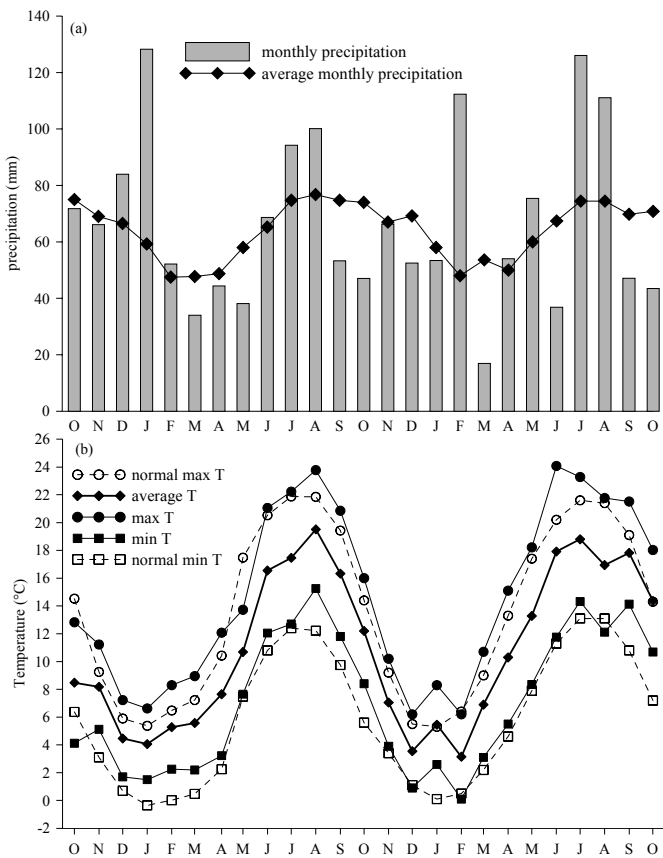 (a)
monthly precipitation
average monthly precipitation
precipitation (mm)
140
120
100
80
60
40
20
0
O N D J F M A M J J A S O N D J F M A M J J A S O
(b)
normal max T
average T
max T
min T
normal min T
Temperature (°C)
26
24
22
20
18
16
14
12
10
8
6
4
2
0
-2
O N D J F M A M J J A S O N D J F M A M J J A S O